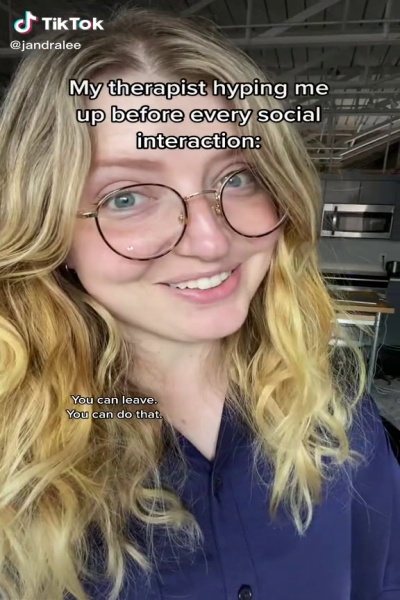 TikTok
@jandralee
My therapist hyping me
up before every social
interaction:
You can leave.
You can do that.